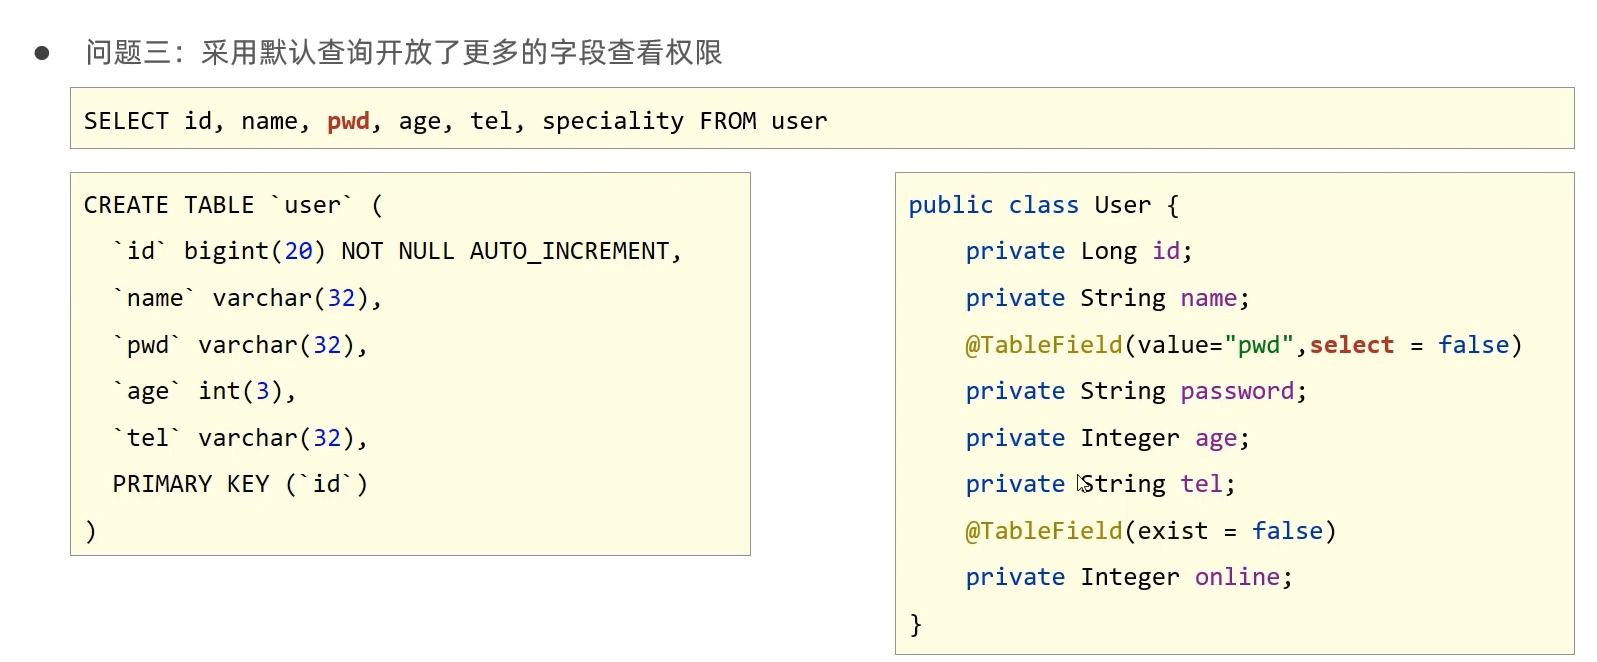 ● 问题三：采用默认查询开放了更多的字段查看权限
SELECT id, name, pwd, age, tel, speciality FROM user
CREATE TABLE `user` (
`id` bigint(20) NOT NULL AUTO_INCREMENT,
`name` varchar(32),
`pwd` varchar(32),
`age` int(3),
`tel` varchar(32),
PRIMARY KEY (`id`)
)
public class User {
private Long id;
private String name;
@TableField(value="pwd",select = false)
private String password;
private Integer age;
private String tel;
@TableField(exist = false)
private Integer online;
}